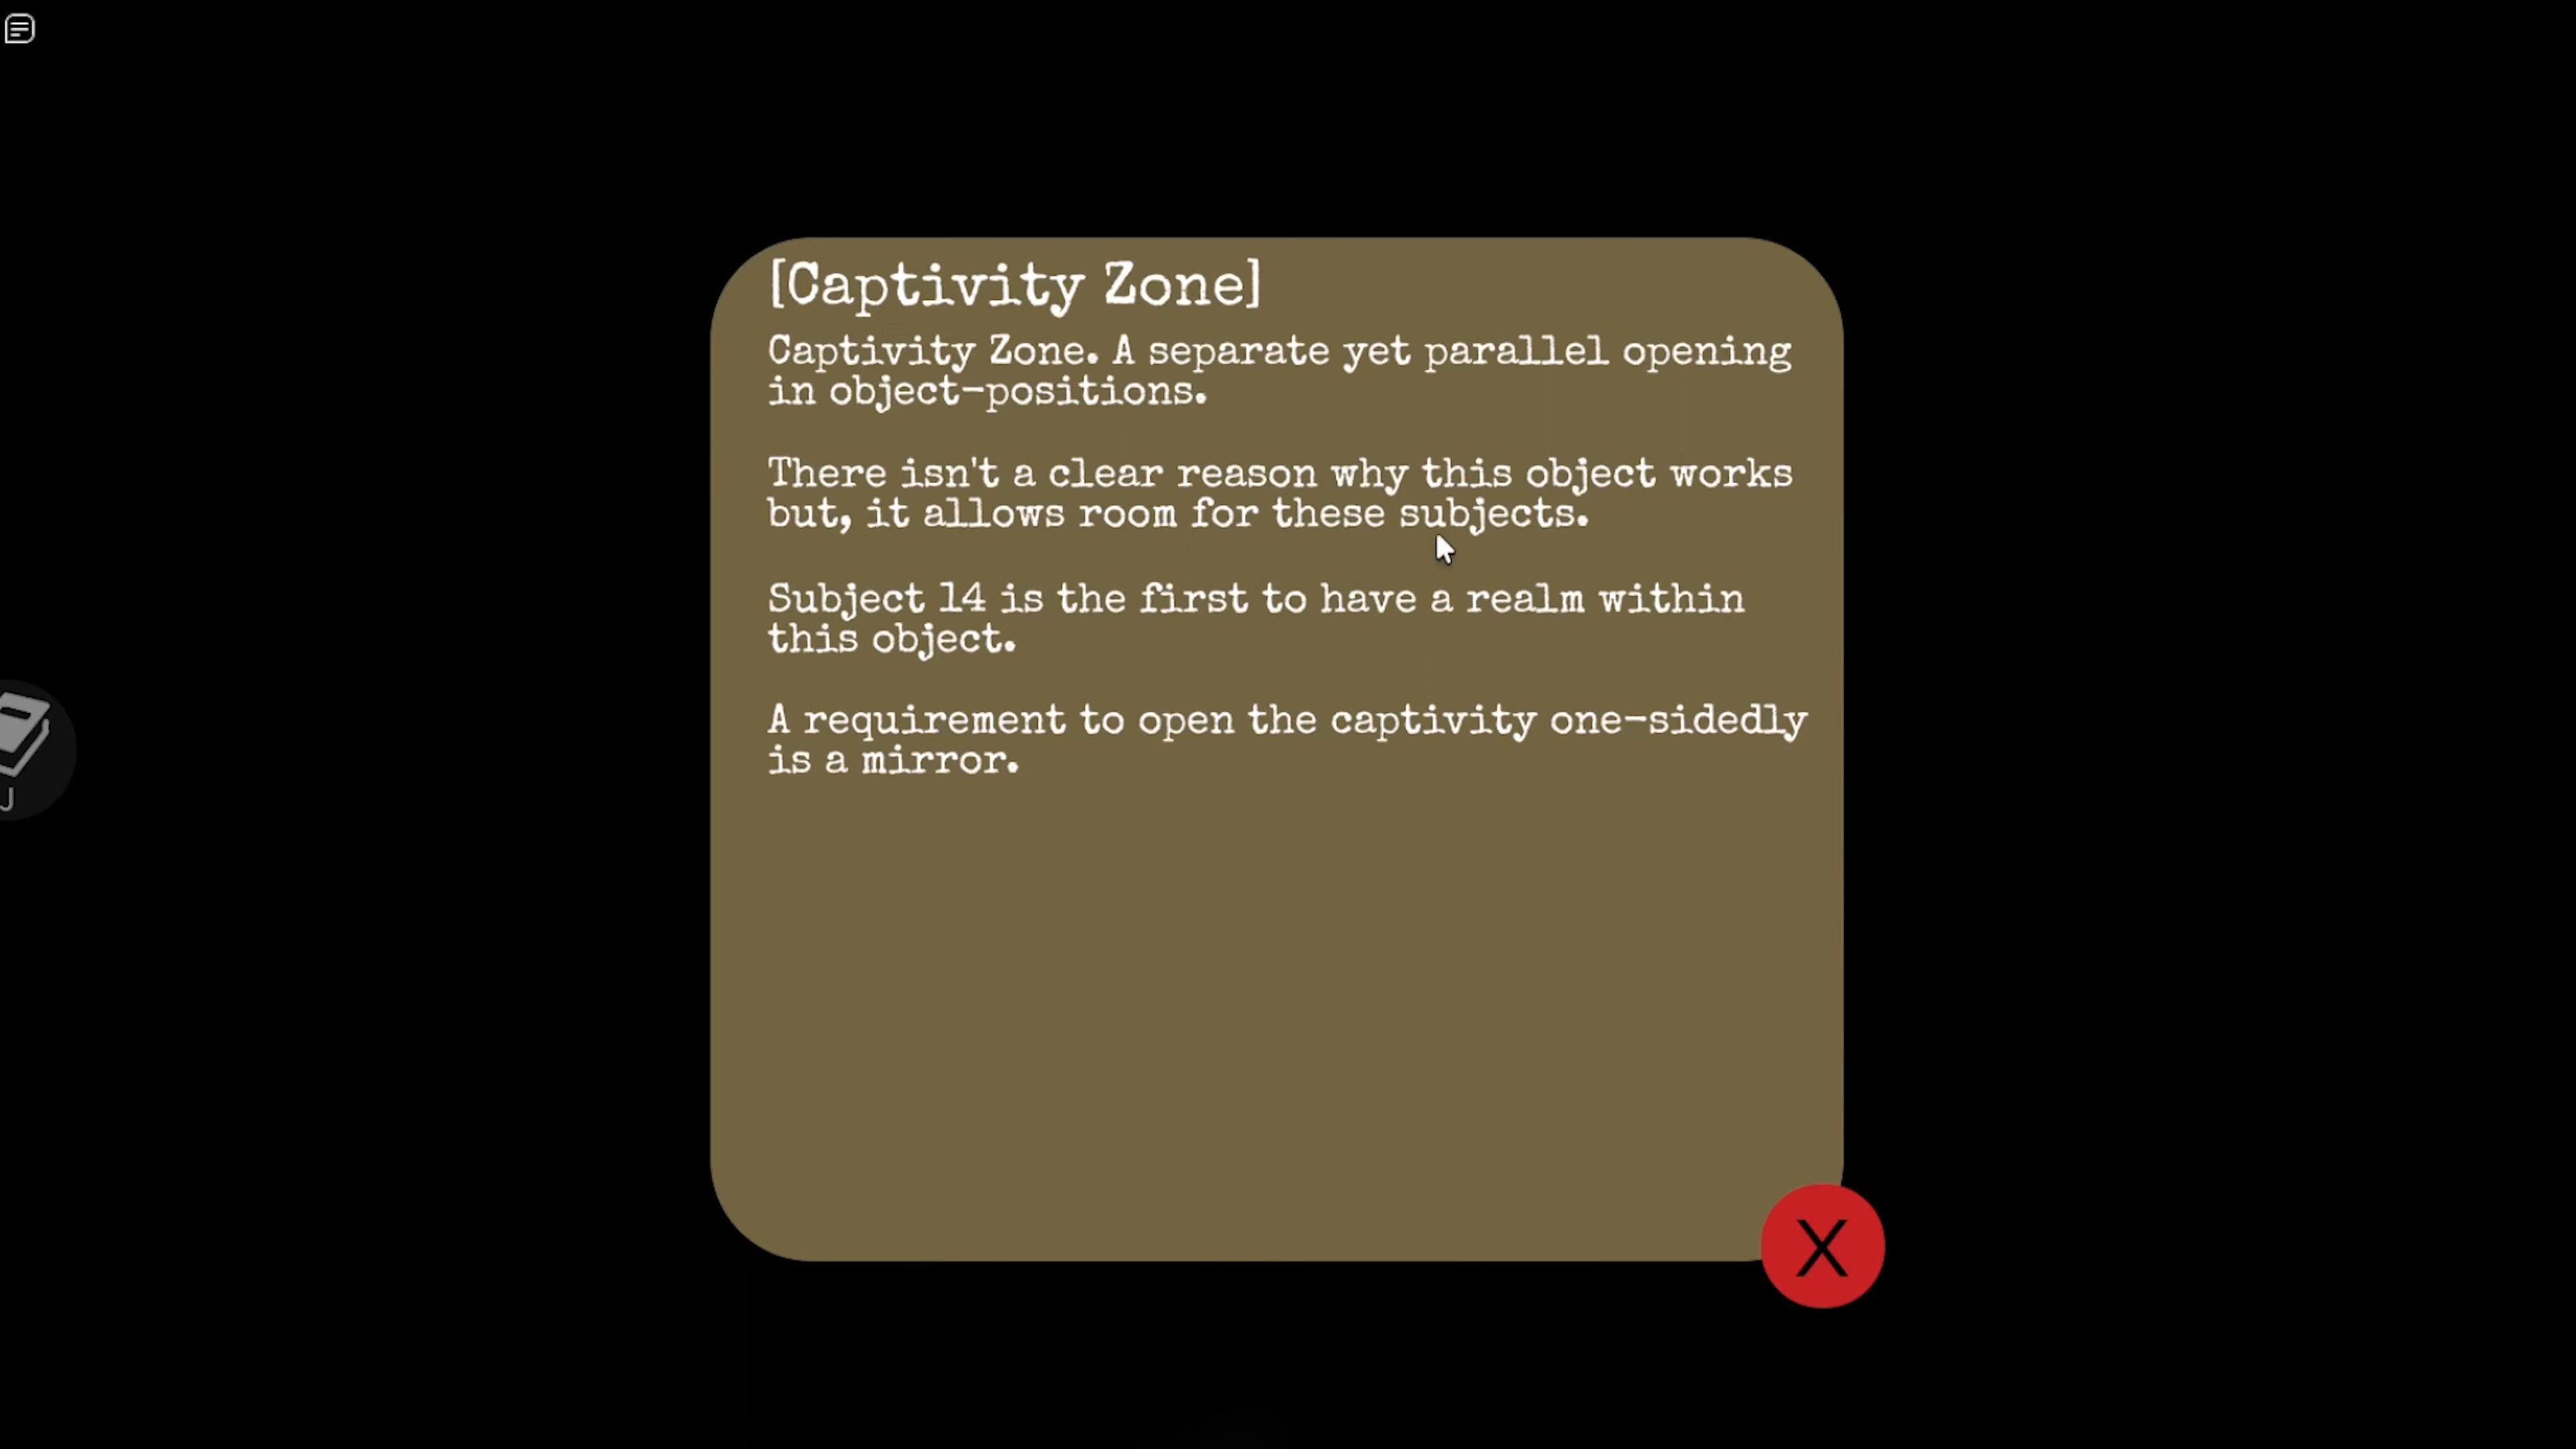 [Captivity Zone]
Captivity Zone. A separate yet parallel opening
in object-positions.
There isn't a clear reason why this object works
but, it allows room for these subjects.
Subject 14 is the first to have a realm within
this object.
A requirement to open the captivity one-sidedly
is a mirror.
J
X